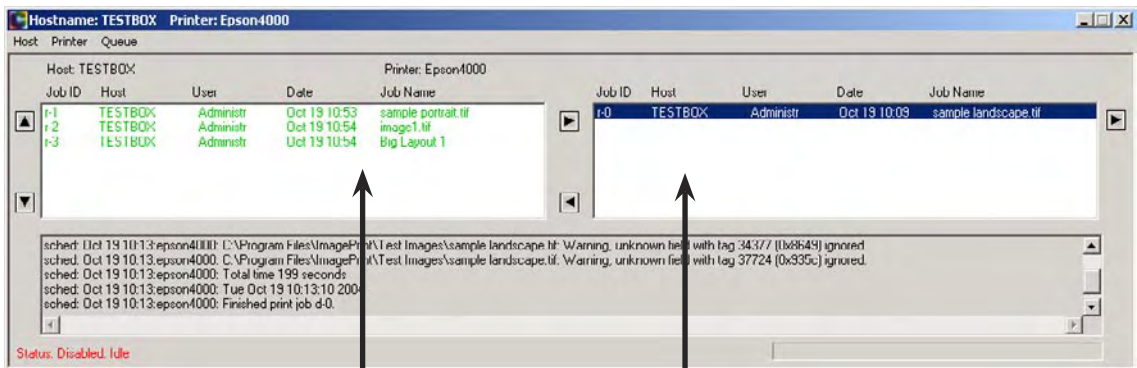 Hostname: TESTBOX Printer: Epson4000
Host Printer Queue
Host: TESTBOX Printer: Epson4000
Job ID Host User Date Job Name
r-1 TESTBOX Administr Oct 19 10:53 sample portrait.tif
r-2 TESTBOX Administr Oct 19 10:54 image1.tif
r-3 TESTBOX Administr Oct 19 10:54 Big Layout 1
Job ID Host User Date Job Name
r-0 TESTBOX Administr Oct 19 10:09 sample landscape.tif
sched: Oct 19 10:13:epson4000: C:\Program Files\ImagePrint\Test Images\sample landscape.tif: Warning, unknown field with tag 34377 (0x8649) ignored.
sched: Oct 19 10:13:epson4000: C:\Program Files\ImagePrint\Test Images\sample landscape.tif: Warning, unknown field with tag 37724 (0x935c) ignored.
sched: Oct 19 10:13:epson4000: Total time 199 seconds
sched: Oct 19 10:13:epson4000: Tue Oct 19 10:13:10 2004
sched: Oct 19 10:13:epson4000: Finished print job d-0.
Status: Disabled. Idle